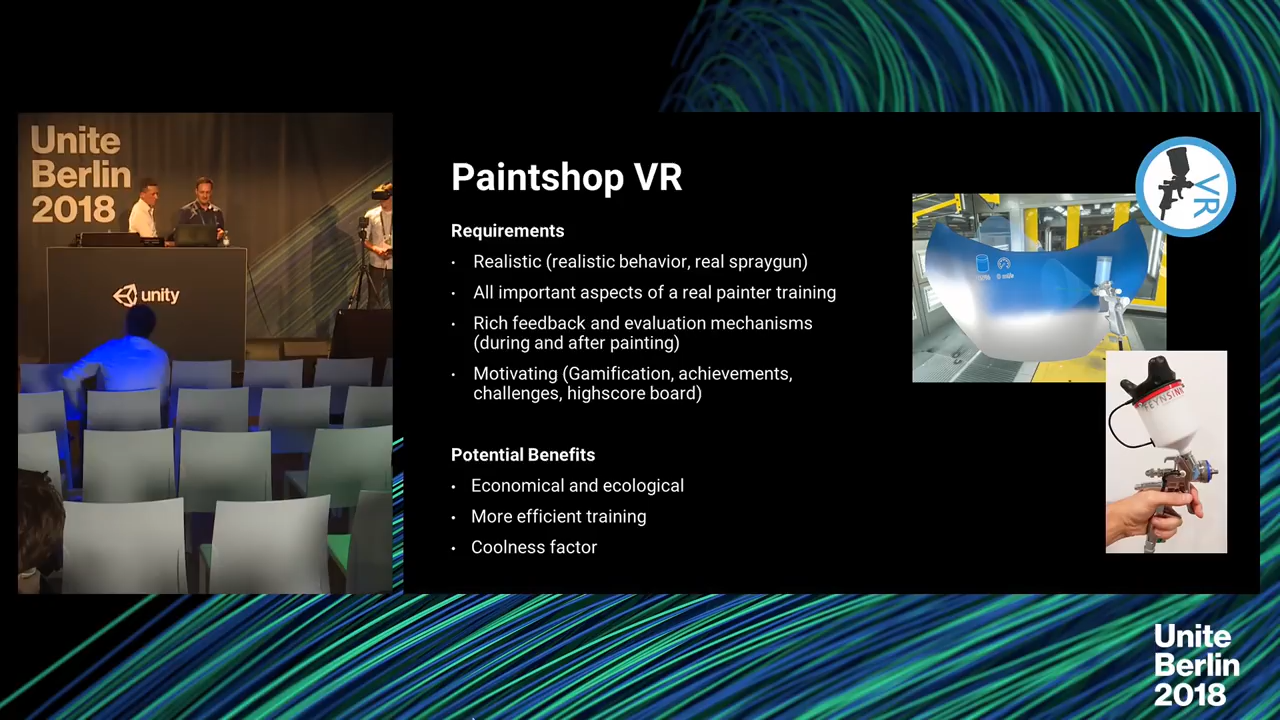 Unite
Berlin
2018
unity
Paintshop VR
Requirements
• Realistic (realistic behavior, real spraygun)
• All important aspects of a real painter training
• Rich feedback and evaluation mechanisms
(during and after painting)
• Motivating (Gamification, achievements,
challenges, highscore board)
Potential Benefits
• Economical and ecological
• More efficient training
• Coolness factor
VR
Unite
Berlin
2018